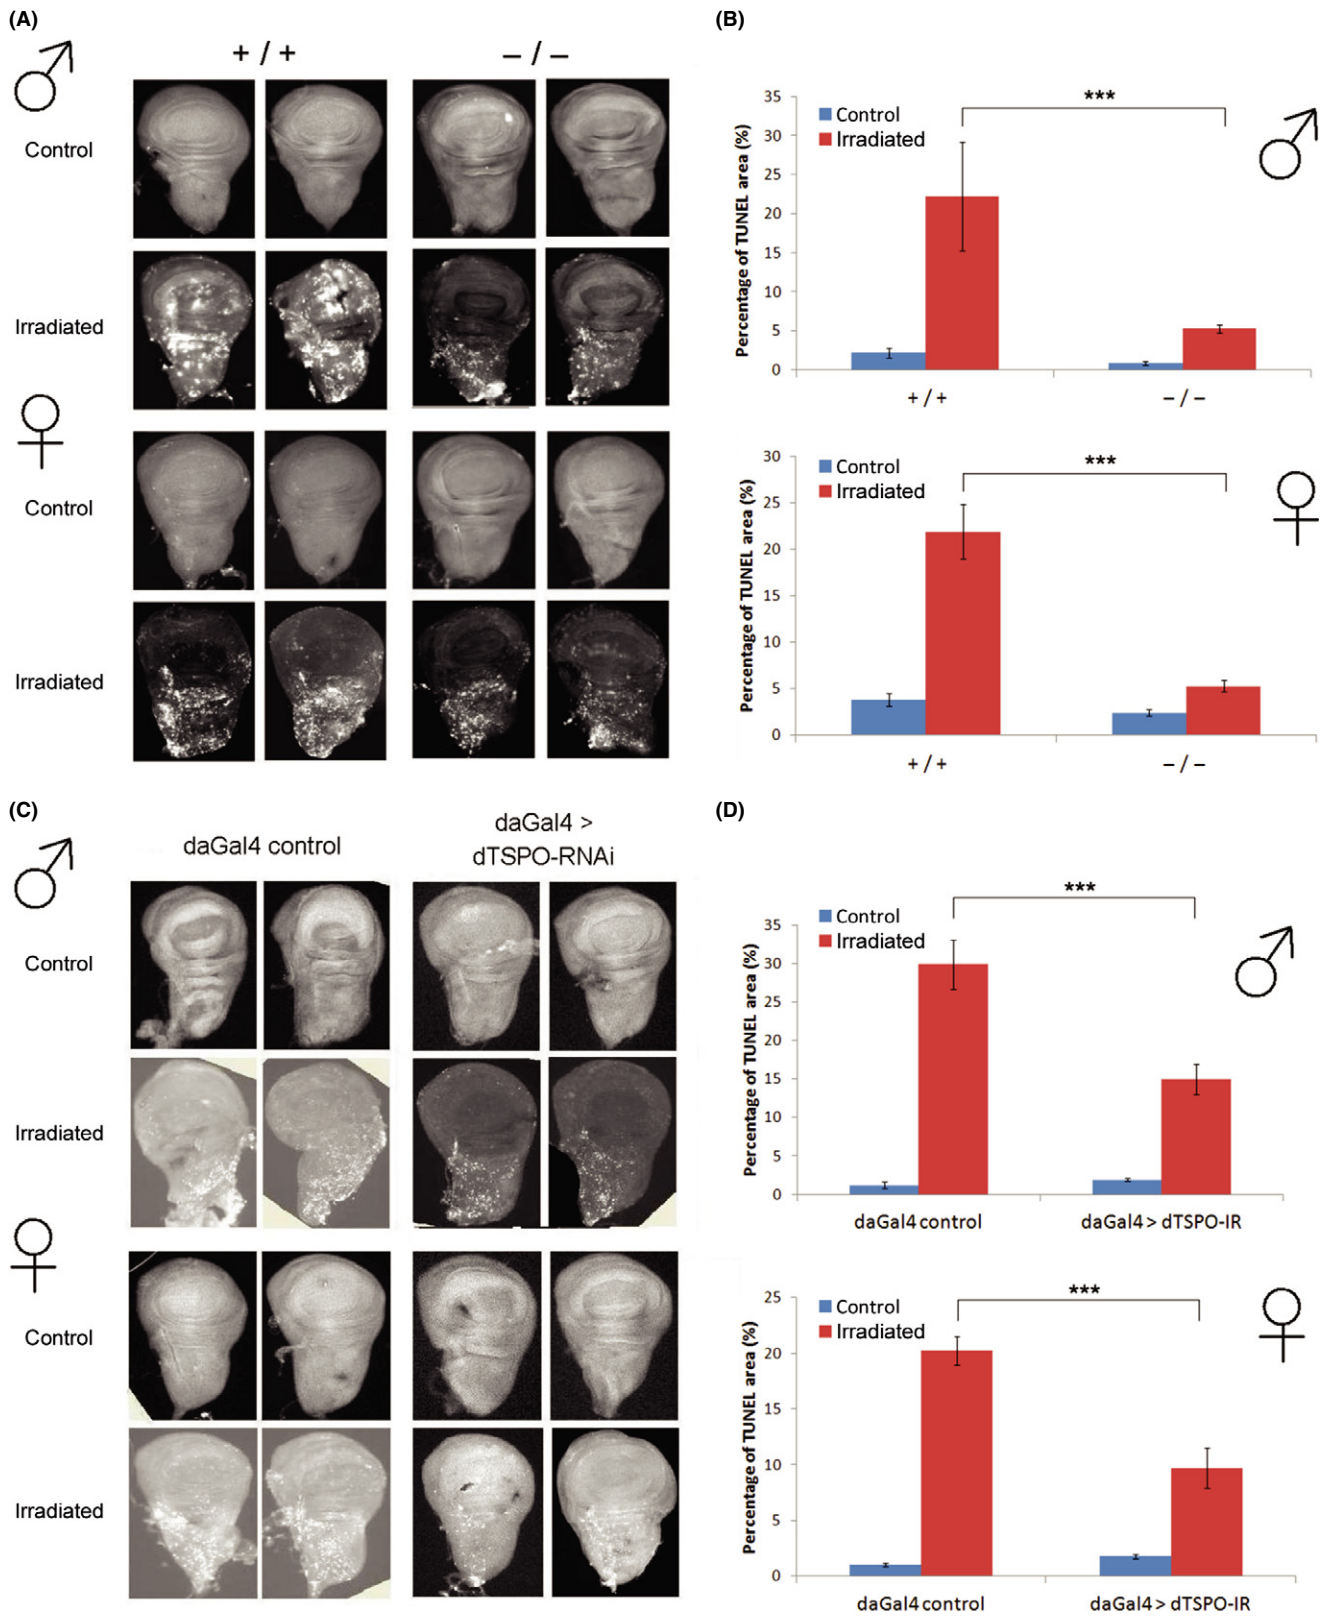 (A)
+ / +
– / –
Control
Irradiated
Control
Irradiated
(B)
35
30
25
20
15
10
5
0
Percentage of TUNEL area (%)
Control
Irradiated
***
+ / +
– / –
30
25
20
15
10
5
0
Percentage of TUNEL area (%)
Control
Irradiated
***
+ / +
– / –
(C)
daGal4 control
daGal4 >
dTSPO-RNAi
Control
Irradiated
Control
Irradiated
(D)
35
30
25
20
15
10
5
0
Percentage of TUNEL area (%)
Control
Irradiated
***
daGal4 control
daGal4 > dTSPO-IR
25
20
15
10
5
0
Percentage of TUNEL area (%)
Control
Irradiated
***
daGal4 control
daGal4 > dTSPO-IR